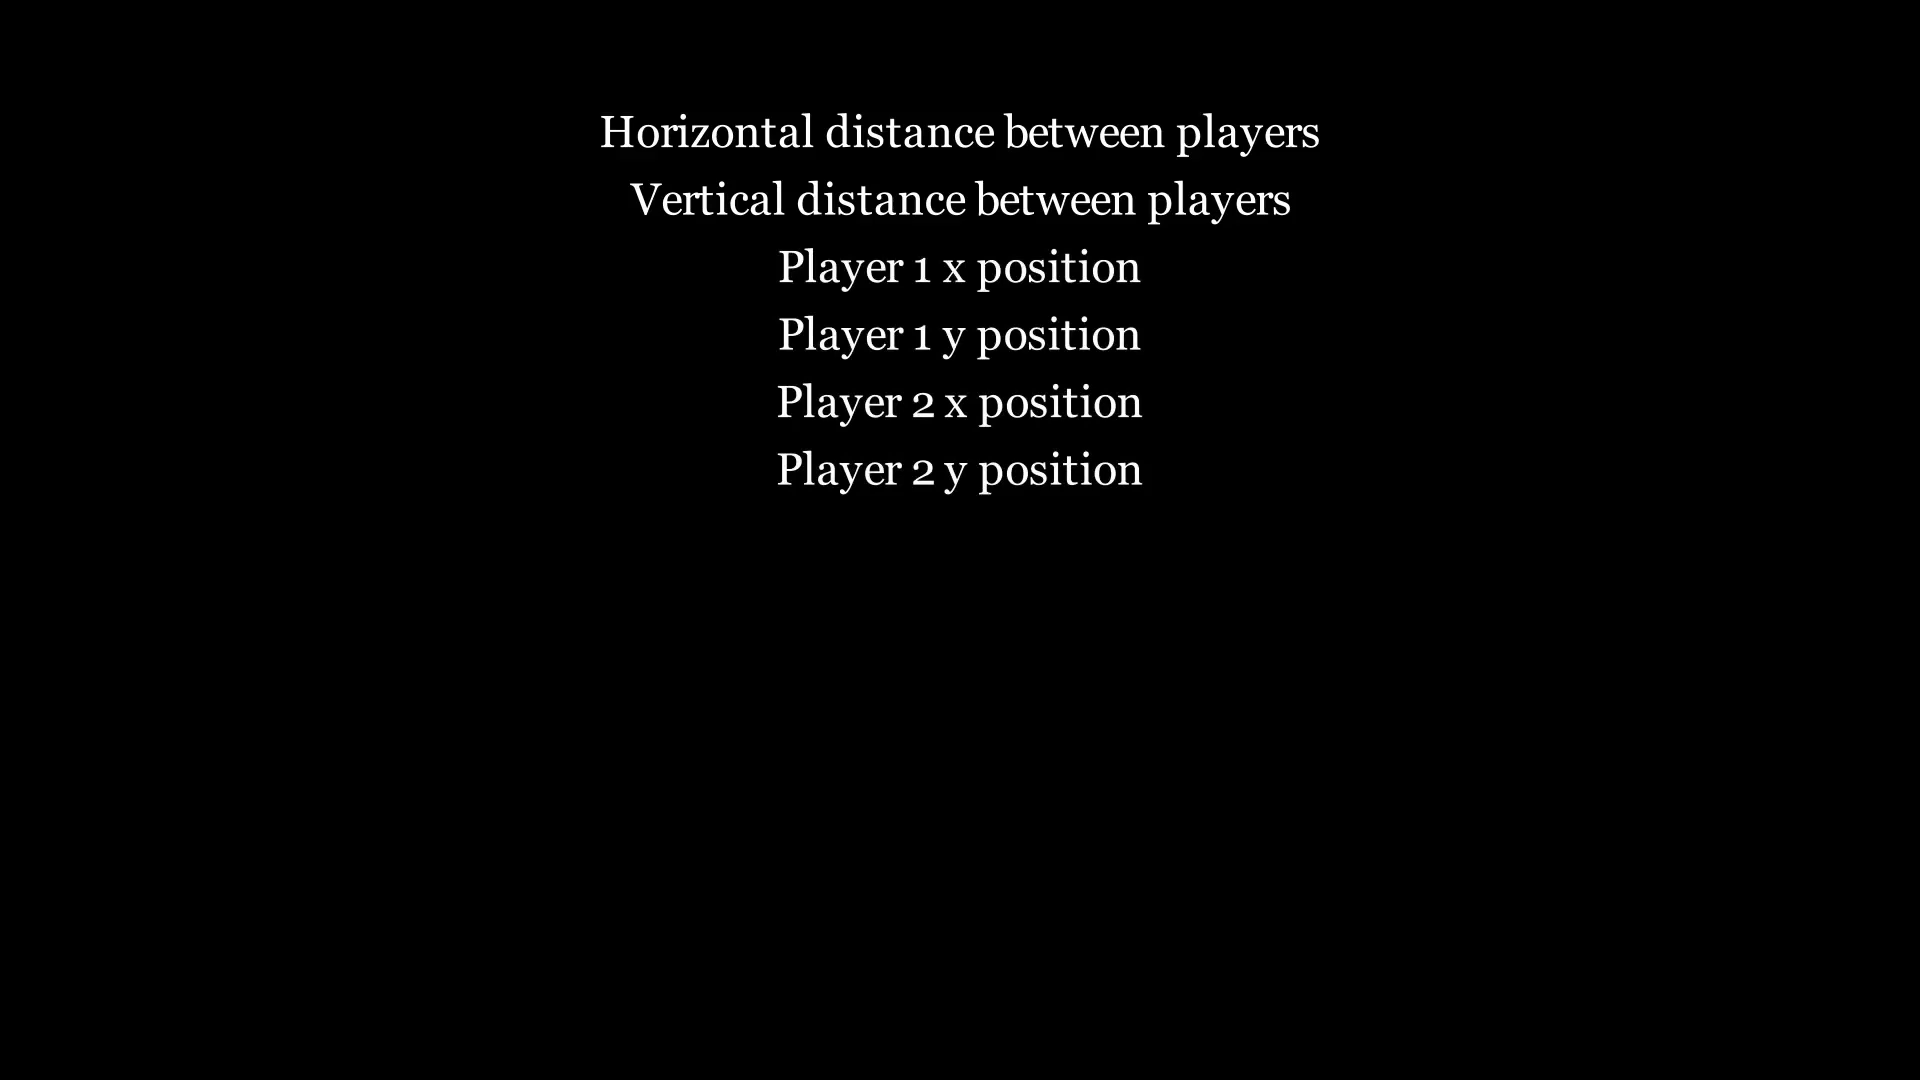 Horizontal distance between players
Vertical distance between players
Player 1 x position
Player 1 y position
Player 2 x position
Player 2 y position